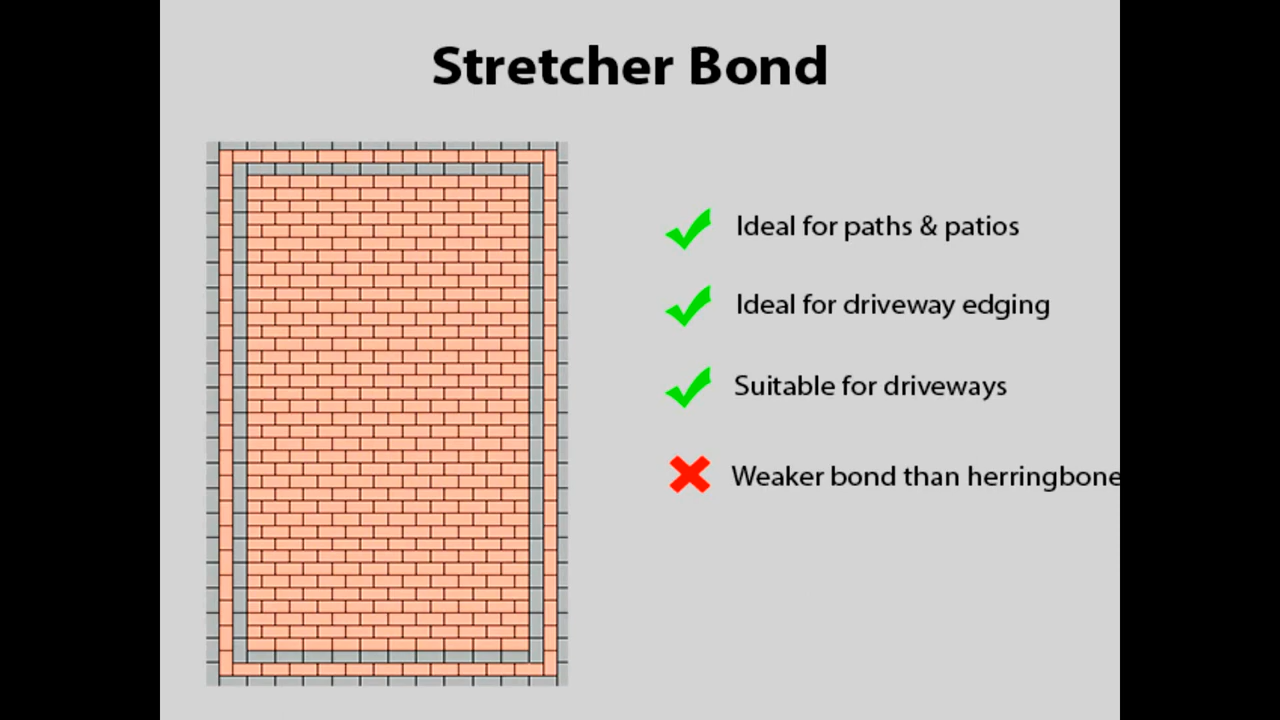 Stretcher Bond
Ideal for paths & patios
Ideal for driveway edging
Suitable for driveways
Weaker bond than herringbone